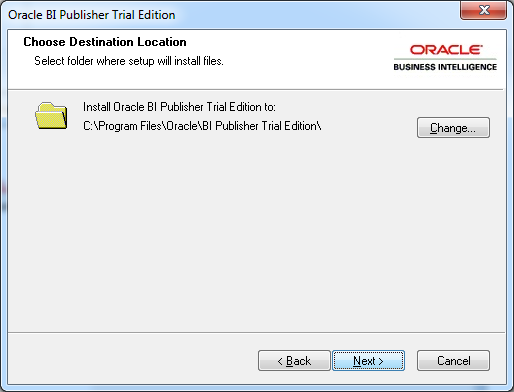 Oracle BI Publisher Trial Edition
Choose Destination Location
Select folder where setup will install files.
ORACLE
BUSINESS INTELLIGENCE
Install Oracle BI Publisher Trial Edition to:
C:\Program Files\Oracle\BI Publisher Trial Edition\
Change...
< Back
Next >
Cancel